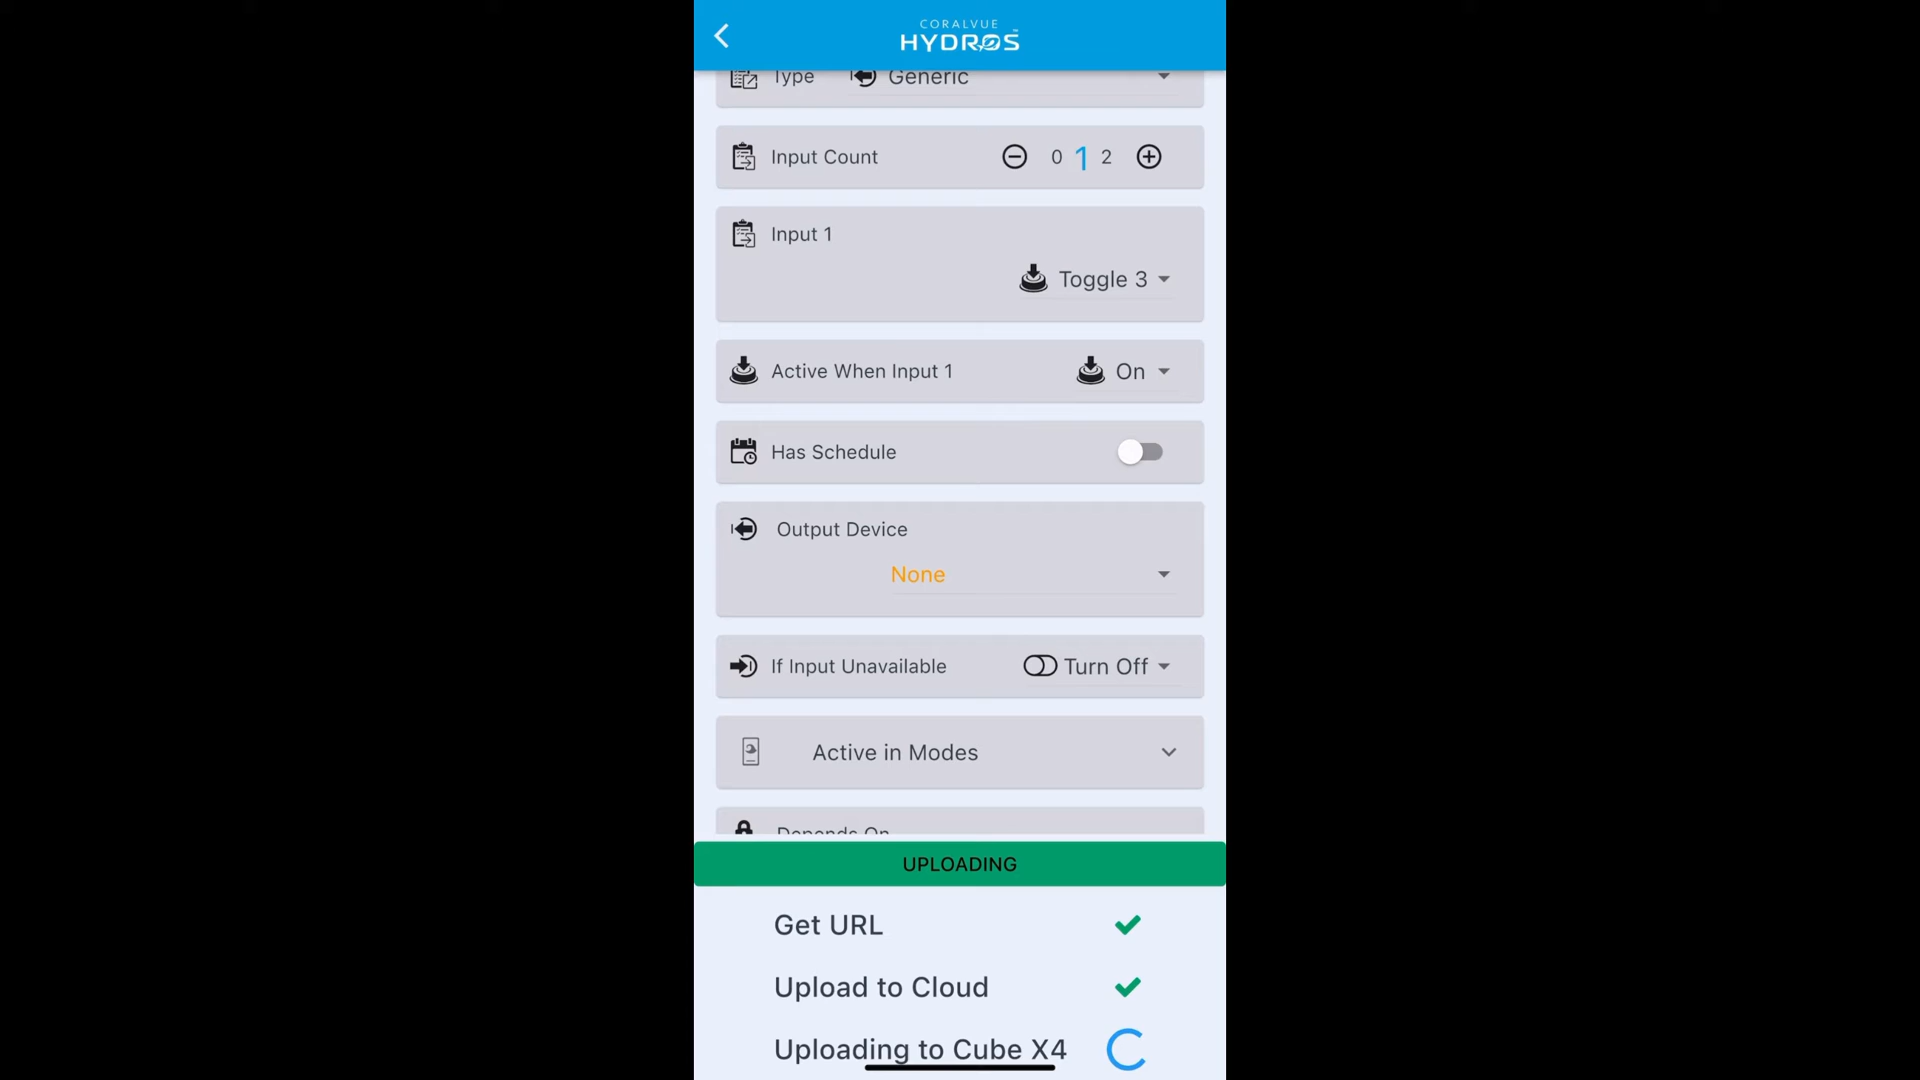 CORALVUE
HYDROS
Type Generic
Input Count 0 1 2
Input 1
Toggle 3
Active When Input 1 On
Has Schedule
Output Device
None
If Input Unavailable Turn Off
Active in Modes
Depends On
UPLOADING
Get URL
Upload to Cloud
Uploading to Cube X4